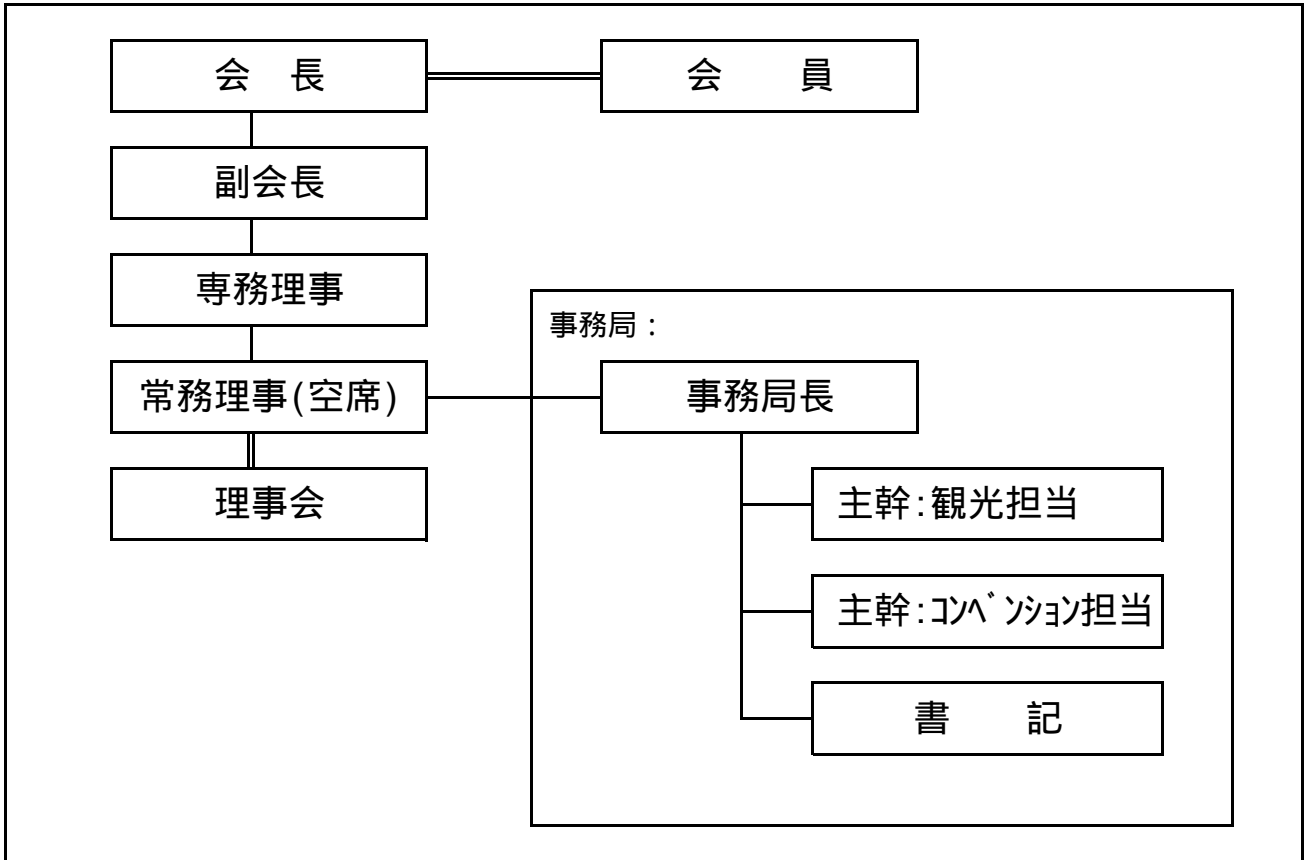 会　長
会　　員
副会長
専務理事
常務理事(空席)
理事会
事務局：
事務局長
主幹:観光担当
主幹:ｺﾝﾍﾞﾝｼｮﾝ担当
書　　記